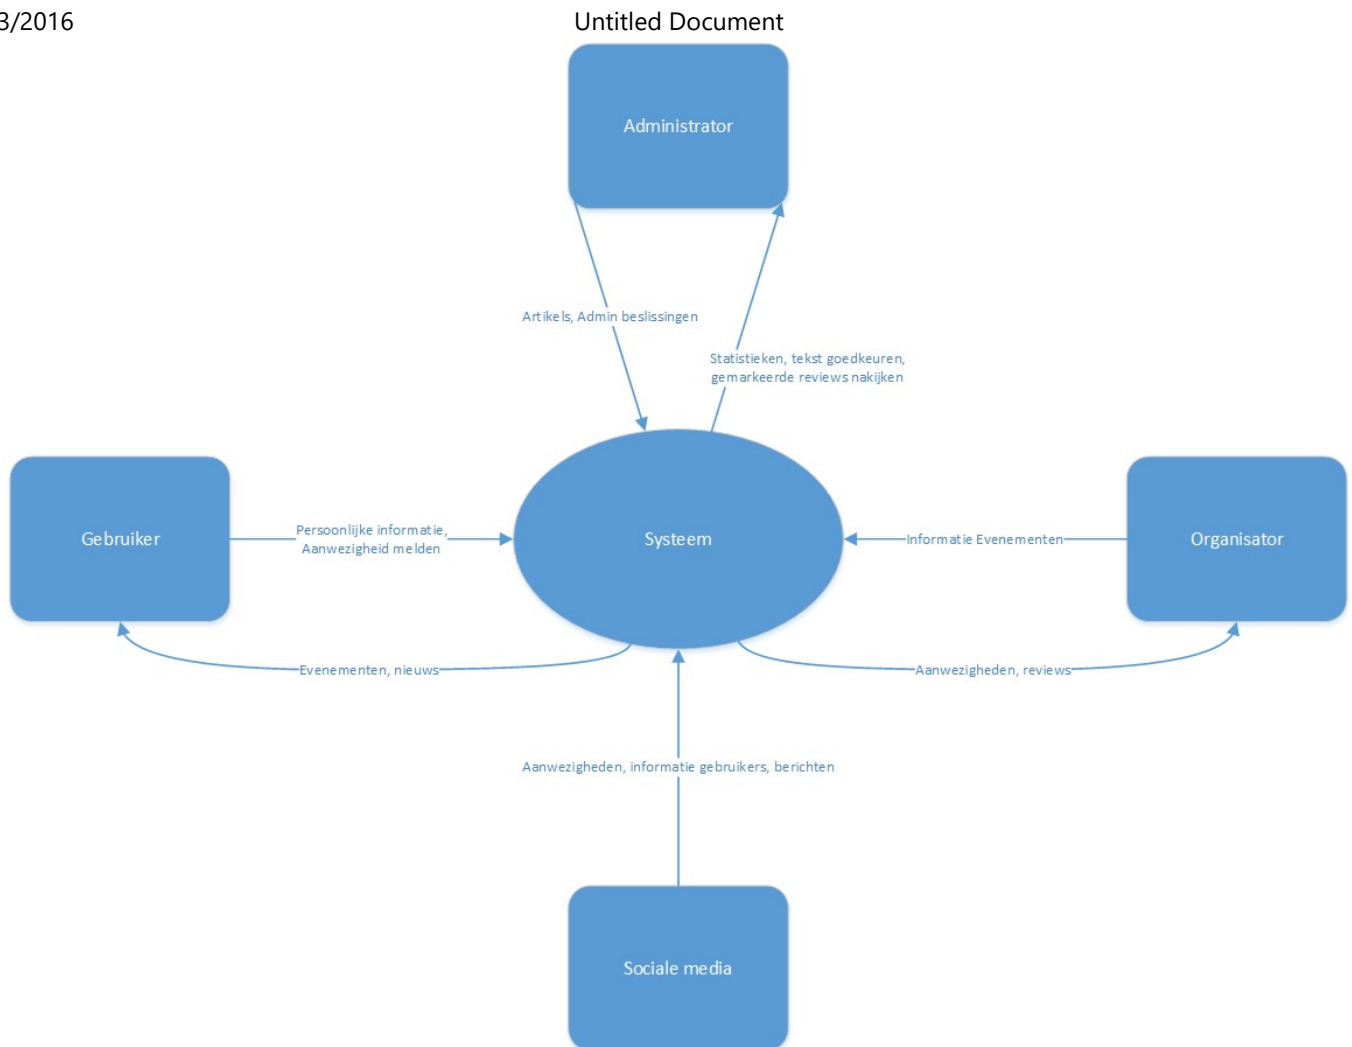 3/2016
Untitled Document
Administrator
Artikels, Admin beslissingen
Statistieken, tekst goedkeuren,
gemarkeerde reviews nakijken
Gebruiker
Persoonlijke informatie,
Aanwezigheid melden
Systeem
Informatie Evenementen
Organisator
Evenementen, nieuws
Aanwezigheden, reviews
Aanwezigheden, informatie gebruikers, berichten
Sociale media